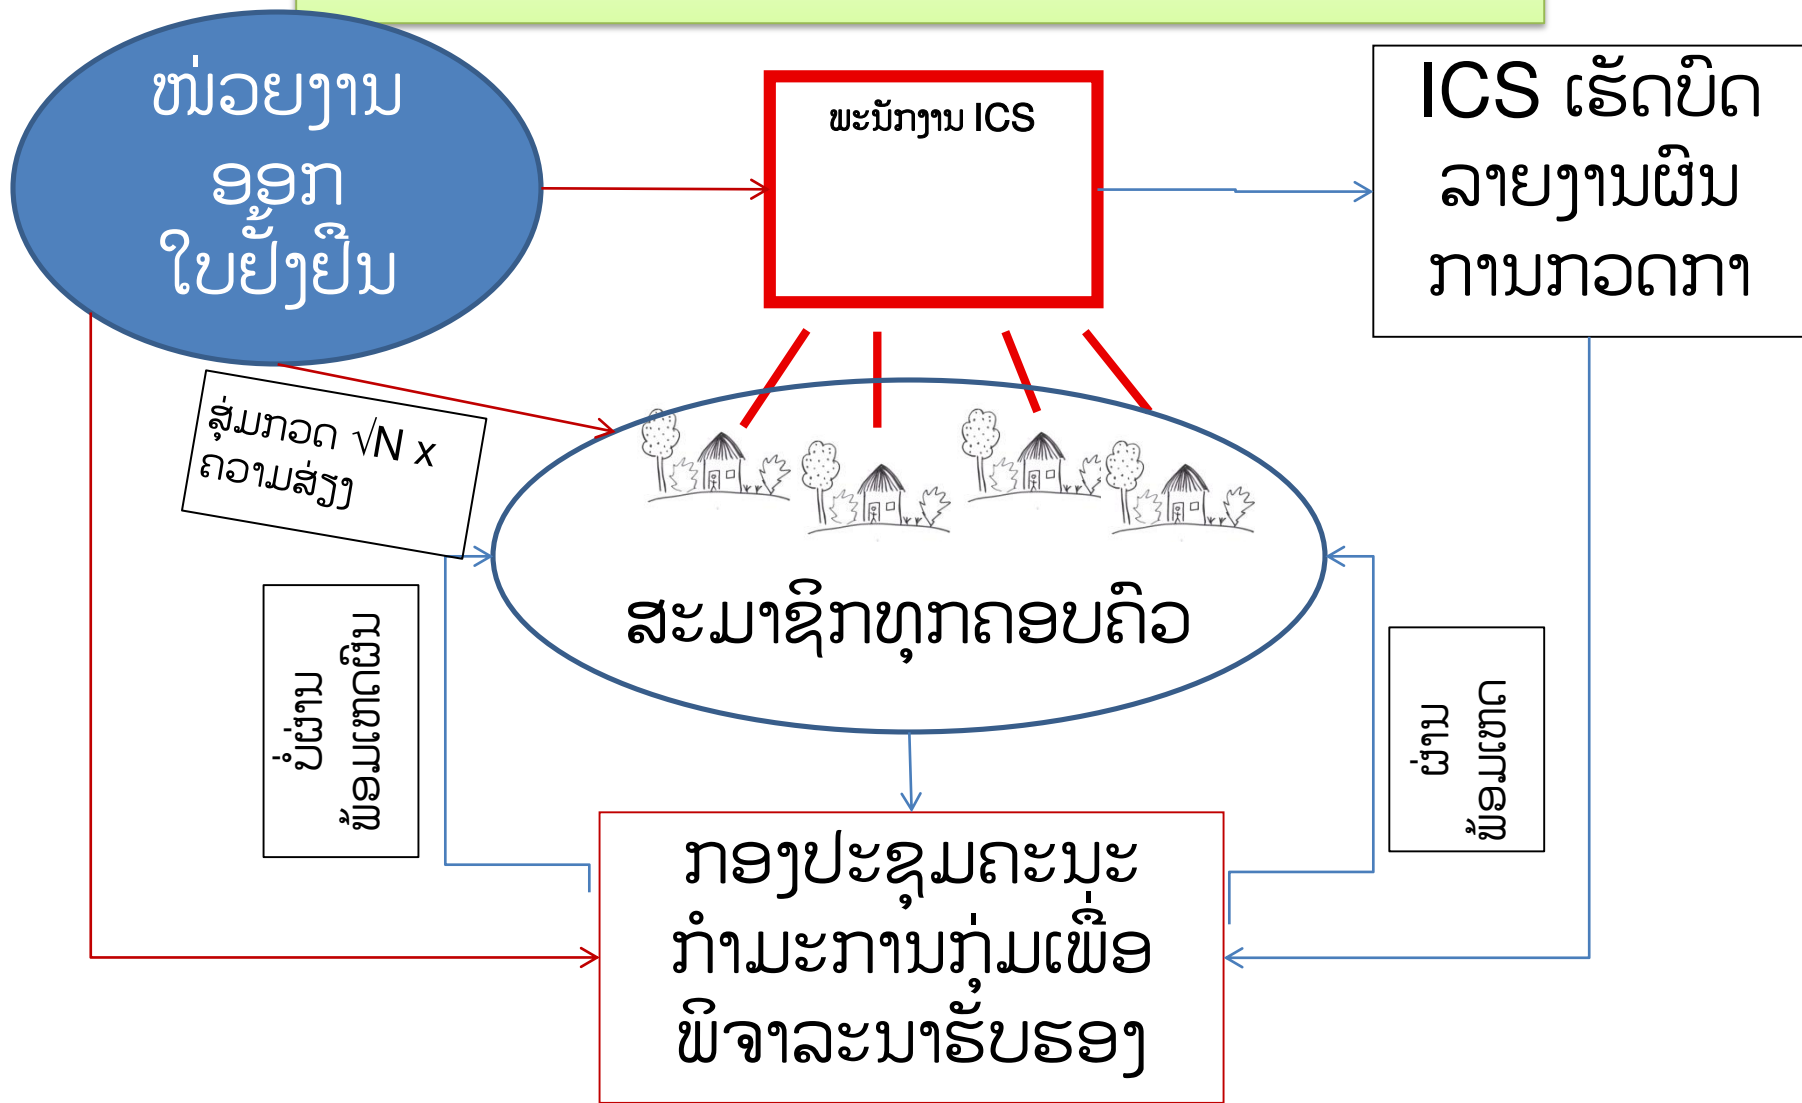 ໜ່ວຍງານ
ອອກ
ໃບຢັ້ງຢືນ
ພະນັກງານ ICS
ICS ເຮັດບົດ
ລາຍງານຜົນ
ການກວດກາ
ສຸ່ມກວດ √N x
ຄວາມສ່ຽງ
ສະມາຊິກທຸກຄອບຄົວ
ບໍ່ຜ່ານ
ພ້ອມເຫດຜົນ
ຜ່ານ
ພ້ອມເຫດ
ກອງປະຊຸມຄະນະ
ກຳມະການກຸ່ມເພື່ອ
ພິຈາລະນາຮັບຮອງ